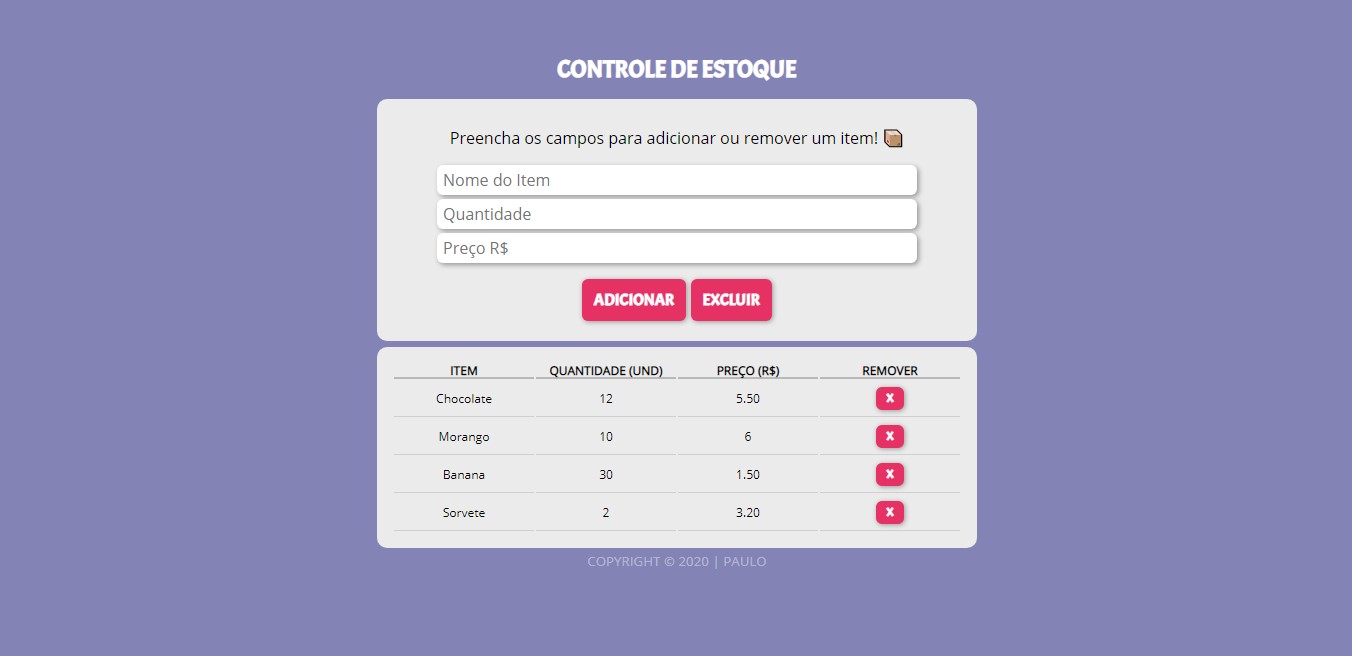 CONTROLE DE ESTOQUE
Preencha os campos para adicionar ou remover um item!
Nome do Item
Quantidade
Preço R$
ADICIONAR EXCLUIR
ITEM QUANTIDADE (UND) PREÇO (R$) REMOVER
Chocolate 12 5.50 X
Morango 10 6 X
Banana 30 1.50 X
Sorvete 2 3.20 X
COPYRIGHT © 2020 | PAULO